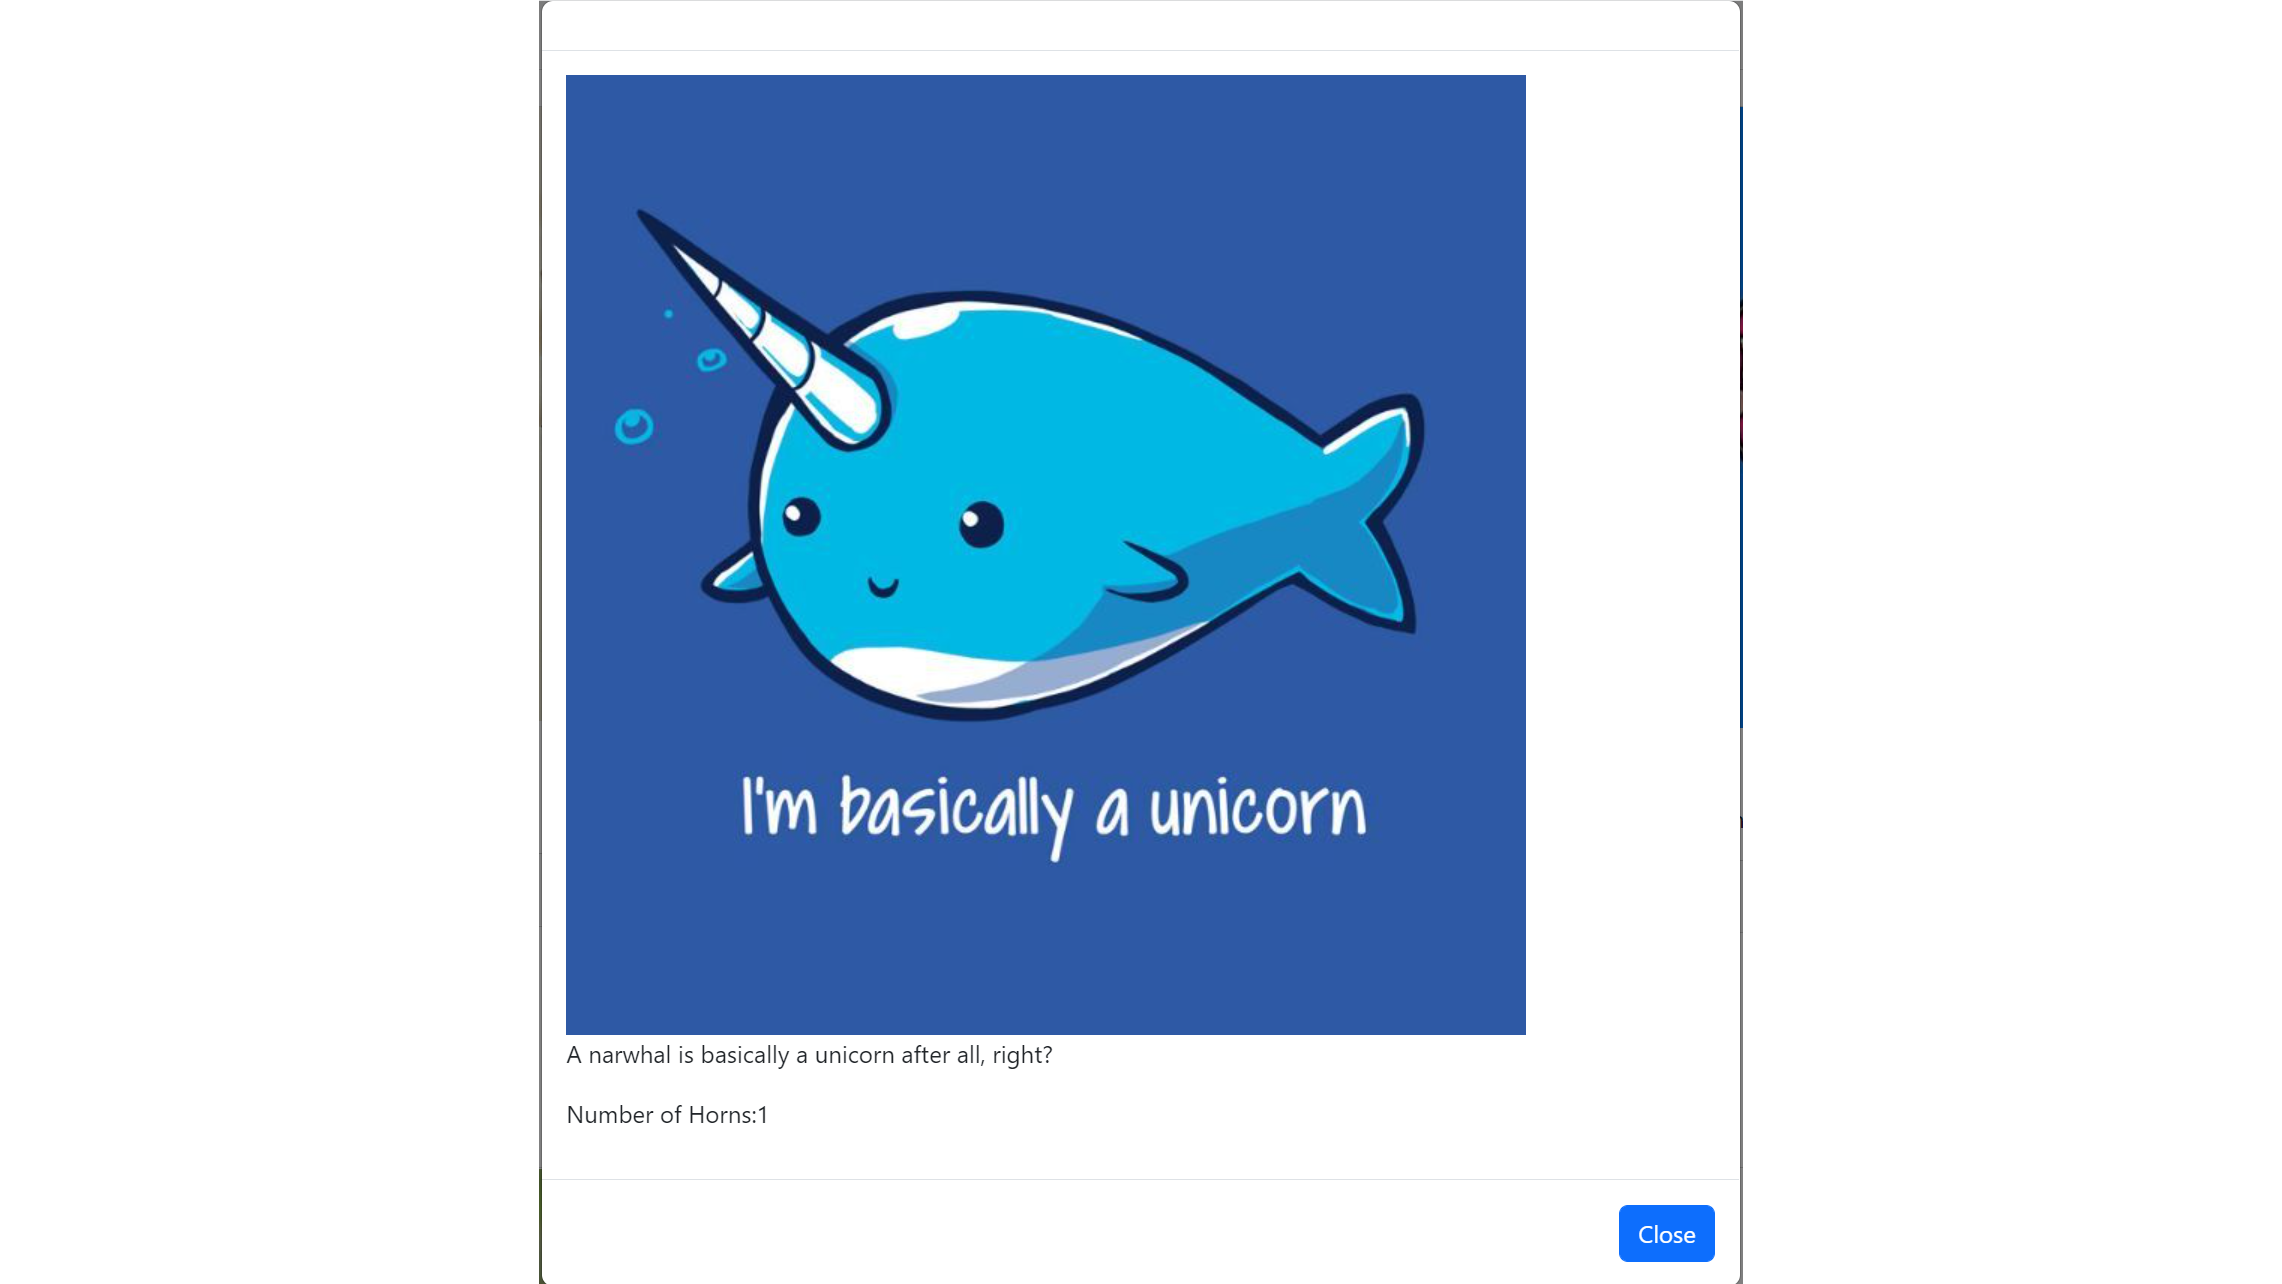 I'm basically a unicorn
A narwhal is basically a unicorn after all, right?
Number of Horns:1
Close